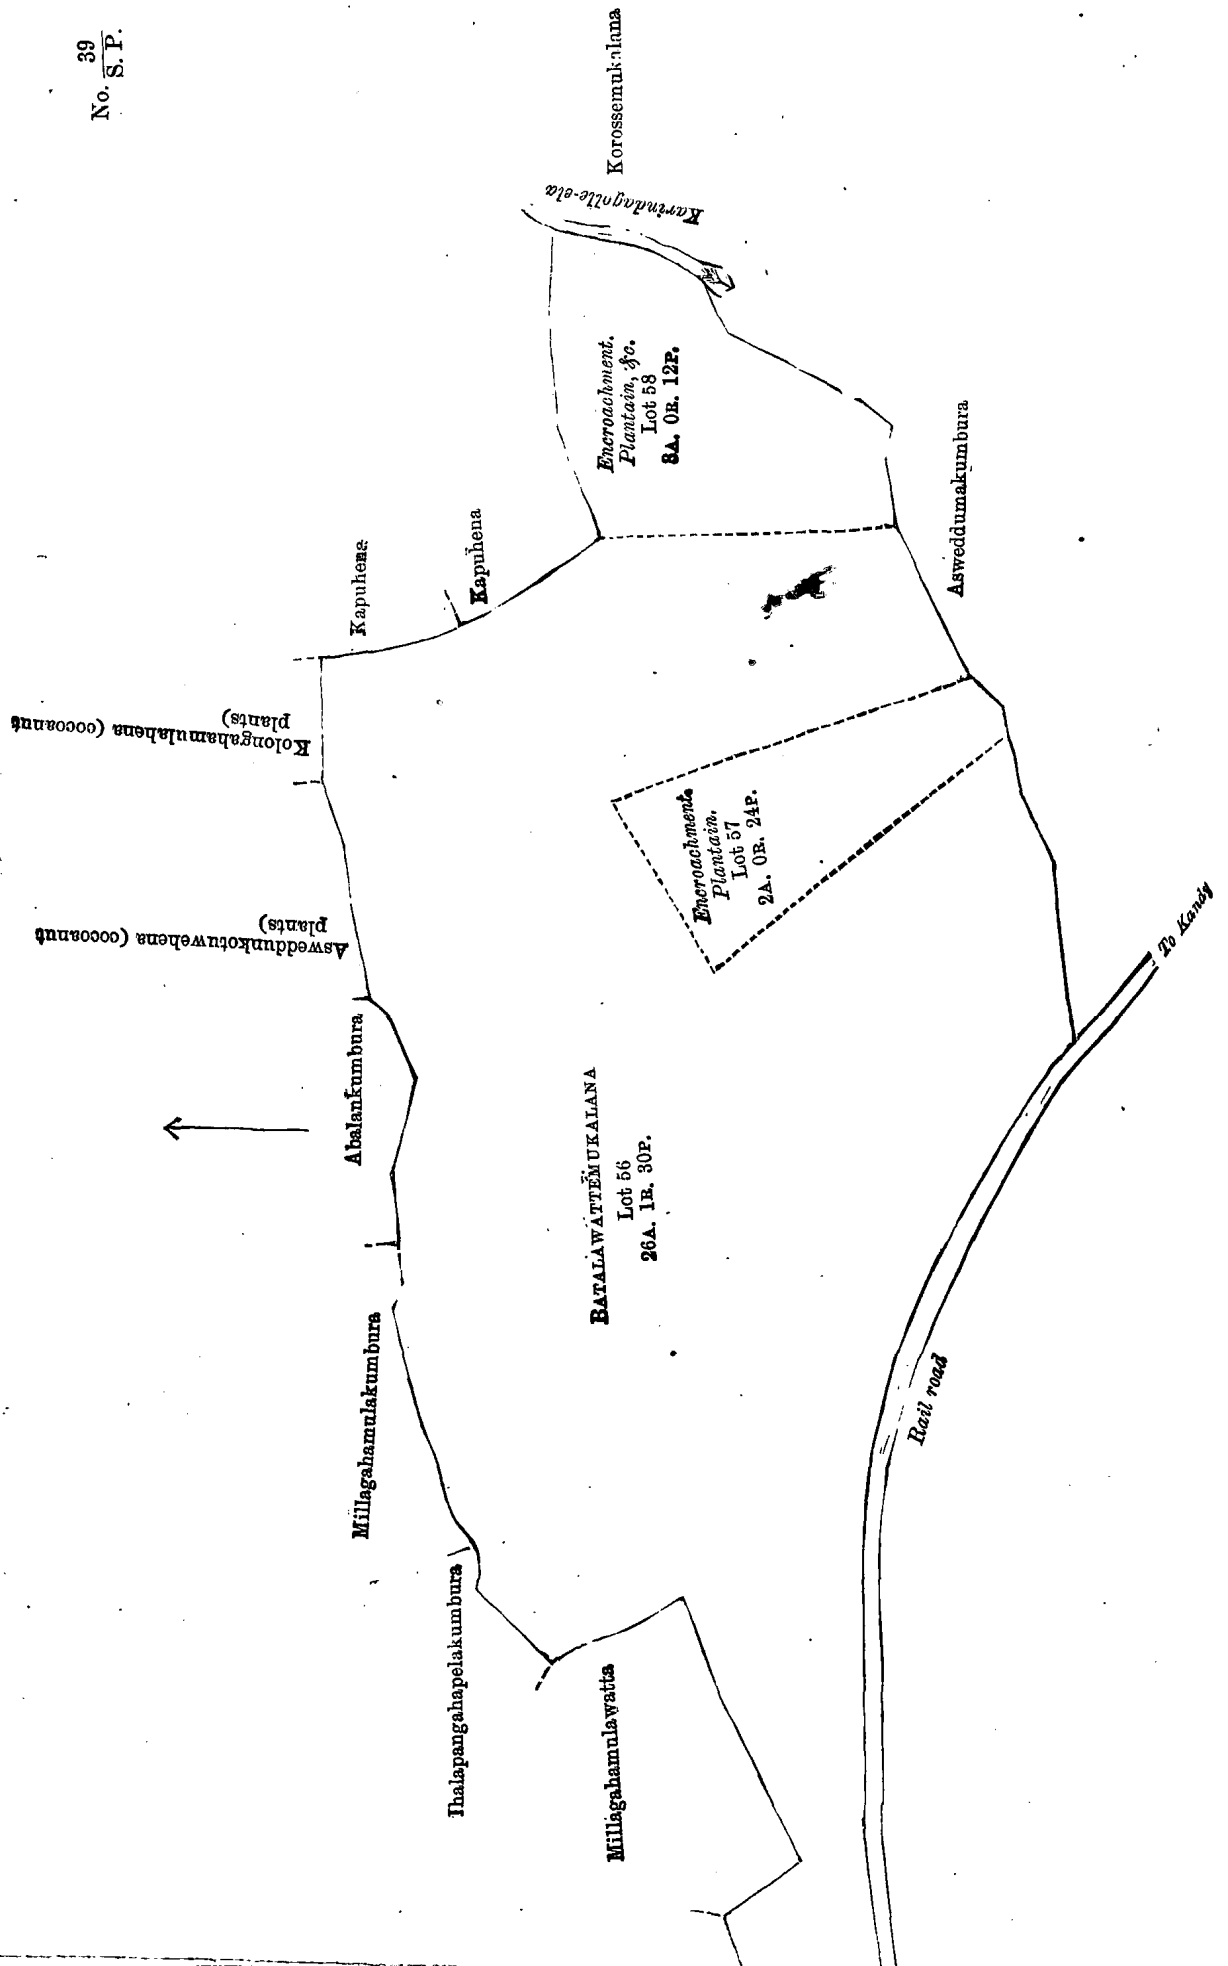 No. 39
S. P.
Korossemukalana
Karindagolle-ela
Encroachment.
Plantain, &c.
Lot 58
8A. 0R. 12P.
Kapuhena
Kapuhena
Asweddumakumbura
Kolongahamulahena (cocoanut
plants)
Asweddunkotuwehena (cocoanut
plants)
Encroachment.
Plantain.
Lot 57
2A. 0R. 24P.
Abalankumbura
BATALAWATTEMUKALANA
Lot 56
26A. 1R. 30P.
To Kandy
Rail road
Millagahamulakumbura
Thalapangahapelakumbura
Millagahamulawatta